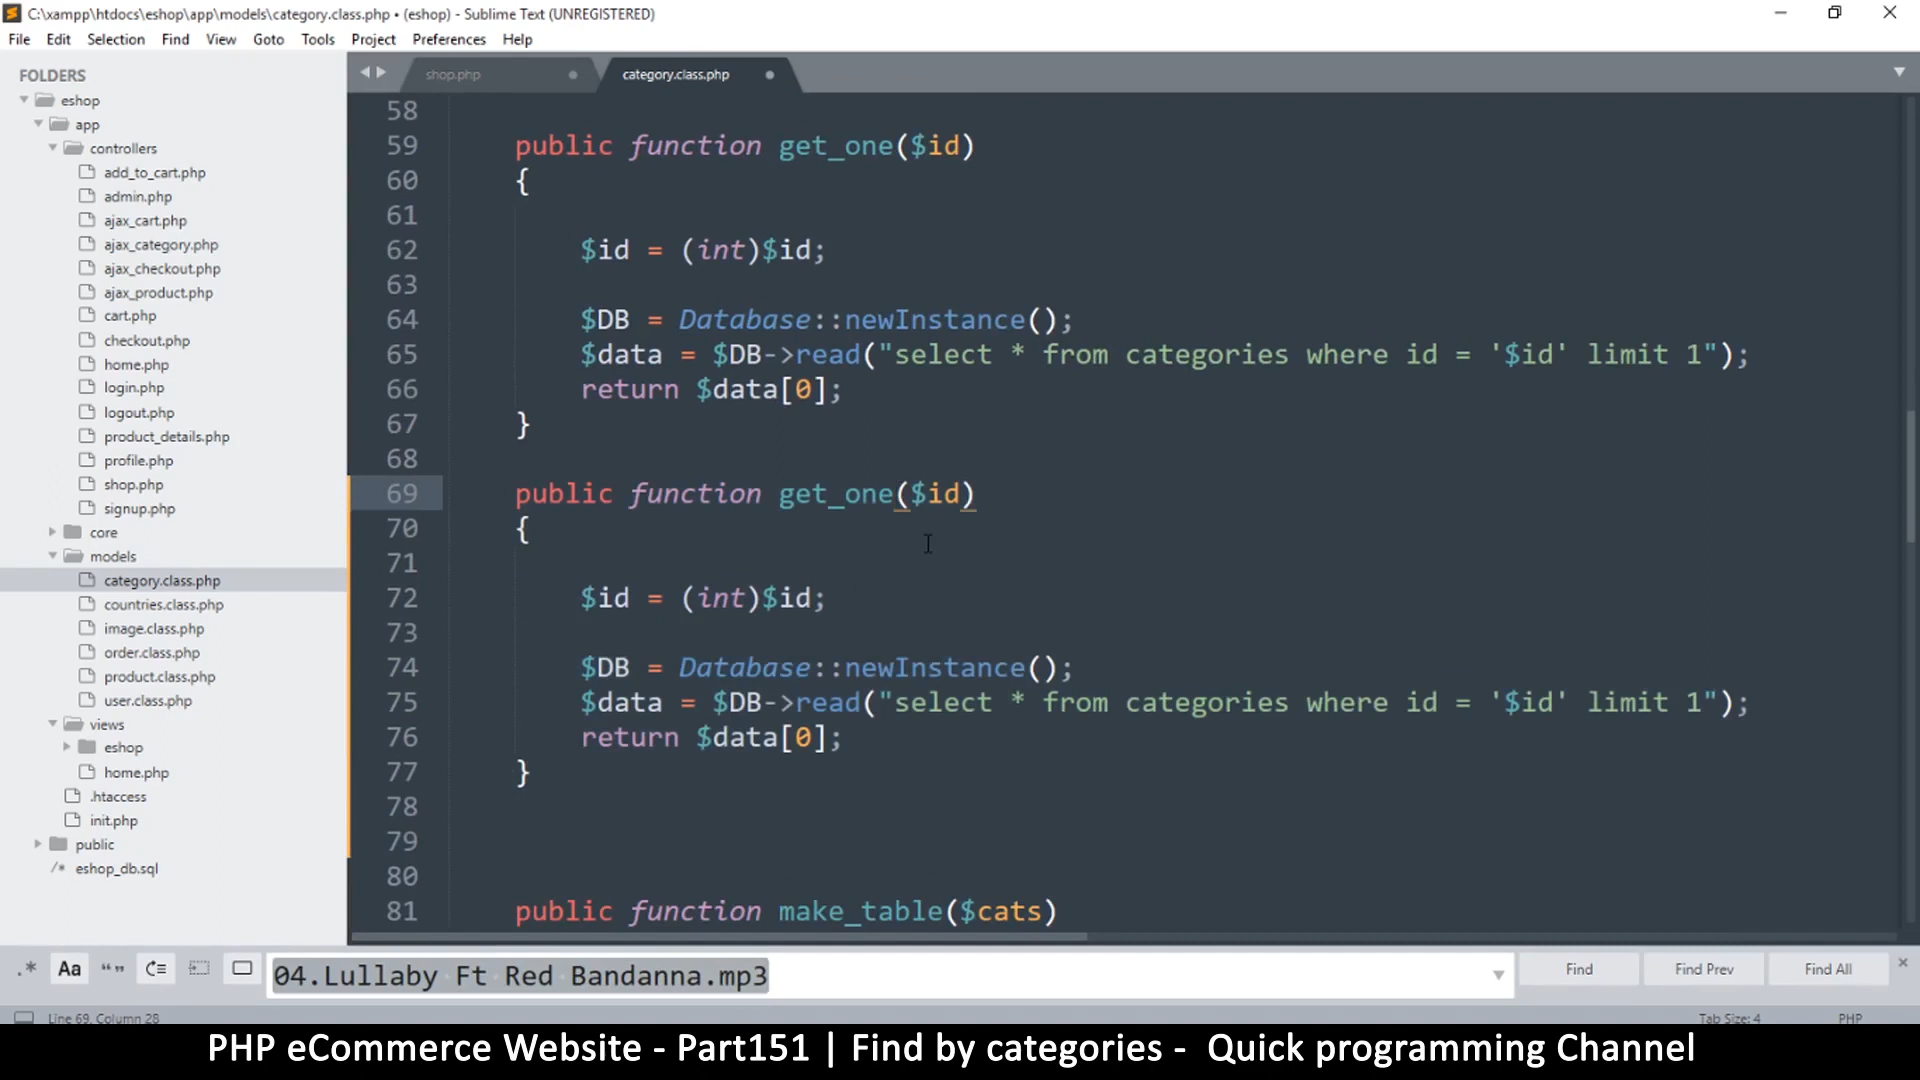 C:\xampp\htdocs\eshop\app\models\category.class.php • (eshop) - Sublime Text (UNREGISTERED)
File Edit Selection Find View Goto Tools Project Preferences Help
FOLDERS
eshop
app
controllers
add_to_cart.php
admin.php
ajax_cart.php
ajax_category.php
ajax_checkout.php
ajax_product.php
cart.php
checkout.php
home.php
login.php
logout.php
product_details.php
profile.php
shop.php
signup.php
core
models
category.class.php
countries.class.php
image.class.php
order.class.php
product.class.php
user.class.php
views
eshop
home.php
.htaccess
init.php
public
/* eshop_db.sql
shop.php category.class.php
58
59 public function get_one($id)
60 {
61
62 $id = (int)$id;
63
64 $DB = Database::newInstance();
65 $data = $DB->read("select * from categories where id = '$id' limit 1");
66 return $data[0];
67 }
68
69 public function get_one($id)
70 {
71
72 $id = (int)$id;
73
74 $DB = Database::newInstance();
75 $data = $DB->read("select * from categories where id = '$id' limit 1");
76 return $data[0];
77 }
78
79
80
81 public function make_table($cats)
.* Aa “” 04.Lullaby Ft Red Bandanna.mp3 Find Find Prev Find All
Line 69, Column 28 Tab Size: 4 PHP
PHP eCommerce Website - Part151 | Find by categories - Quick programming Channel